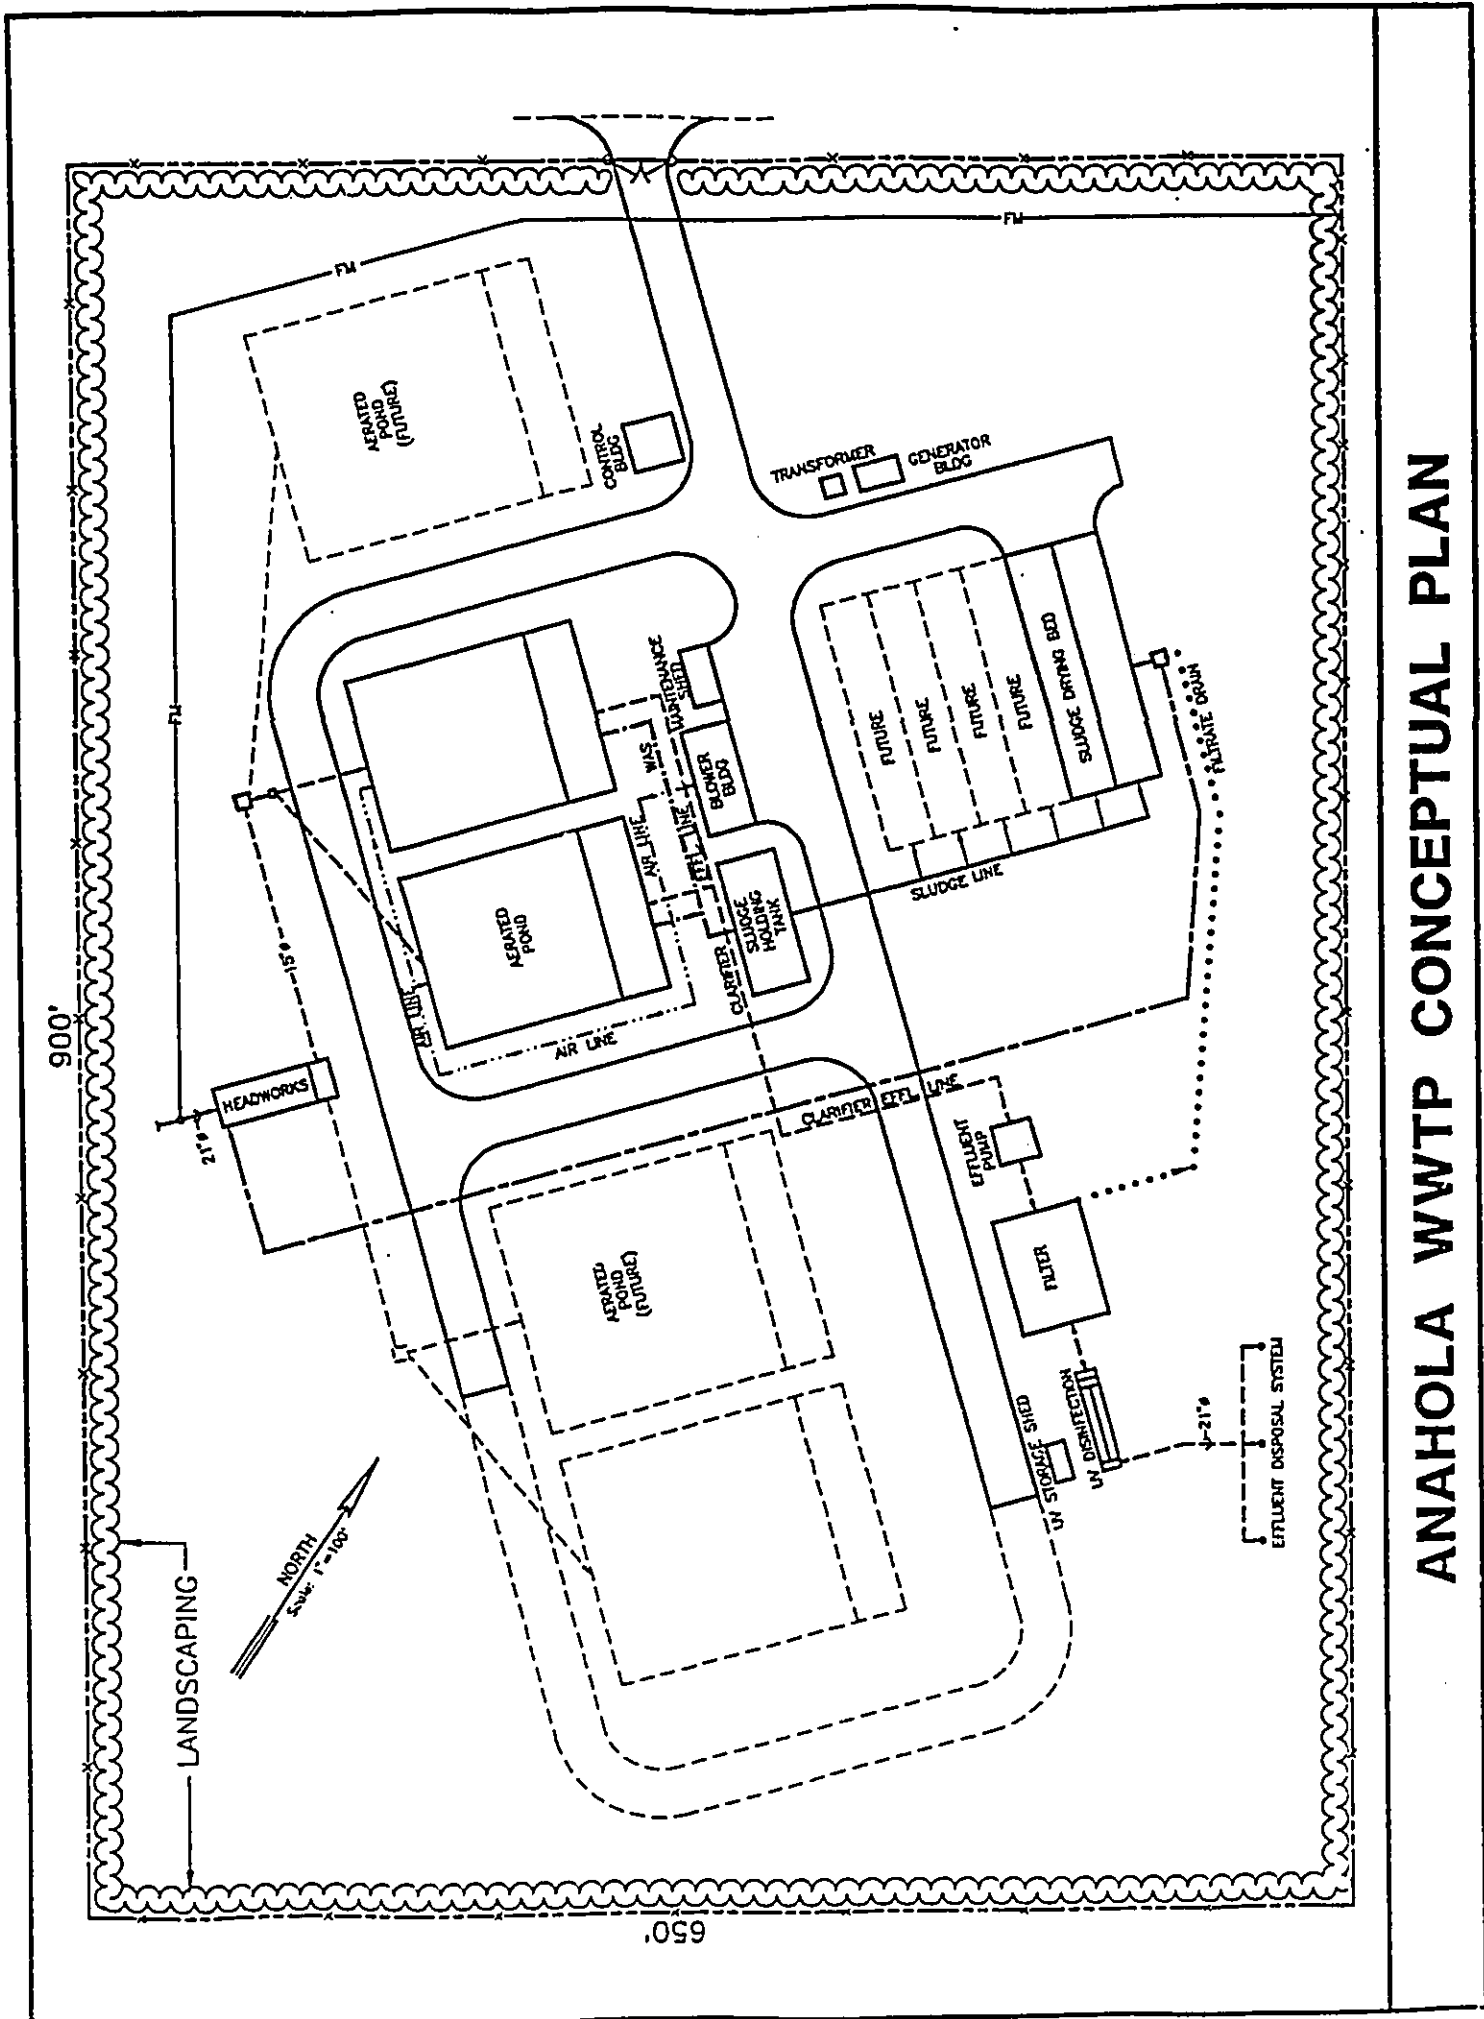 900'
FM
FM
FM
AERATED
POND
(FUTURE)
CONTROL
BLDG
TRANSFORMER
GENERATOR
BLDG
MAINTENANCE
SHED
WAS
BLOWER
BLDG
AIR LINE
EFFL LINE
AERATED
POND
AIR LINE
AIR LINE
CLARIFIER
SLUDGE
HOLDING
TANK
FUTURE
FUTURE
FUTURE
FUTURE
SLUDGE DRYING BED
SLUDGE LINE
FILTRATE DRAIN
15"ø
HEADWORKS
21"ø
CLARIFIER EFFL LINE
EFFLUENT
PUMP
FILTER
AERATED
POND
(FUTURE)
UV DISINFECTION
UV STORAGE SHED
21"ø
EFFLUENT DISPOSAL SYSTEM
NORTH
Scale: 1"=100'
LANDSCAPING
650'
ANAHOLA WWTP CONCEPTUAL PLAN